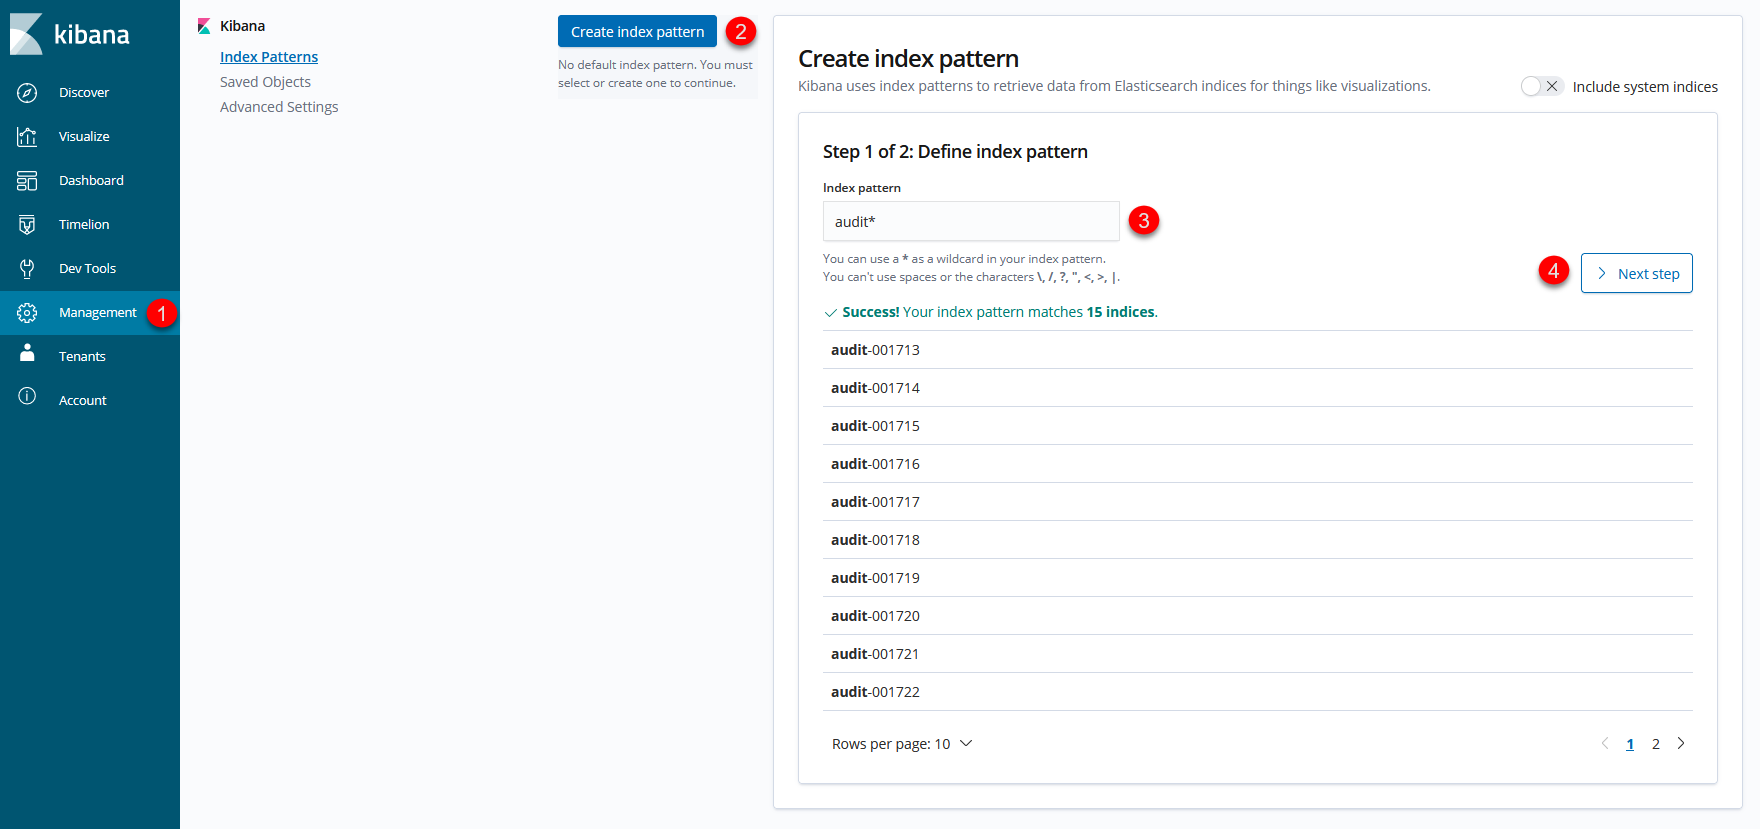 kibana
Discover
Visualize
Dashboard
Timelion
Dev Tools
Management 1
Tenants
Account
Kibana
Index Patterns
Saved Objects
Advanced Settings
Create index pattern 2
No default index pattern. You must
select or create one to continue.
Create index pattern
Kibana uses index patterns to retrieve data from Elasticsearch indices for things like visualizations.
Include system indices
Step 1 of 2: Define index pattern
Index pattern
audit* 3
You can use a * as a wildcard in your index pattern.
You can't use spaces or the characters \, /, ?, ", <, >, |.
4 Next step
Success! Your index pattern matches 15 indices.
audit-001713
audit-001714
audit-001715
audit-001716
audit-001717
audit-001718
audit-001719
audit-001720
audit-001721
audit-001722
Rows per page: 10
1 2